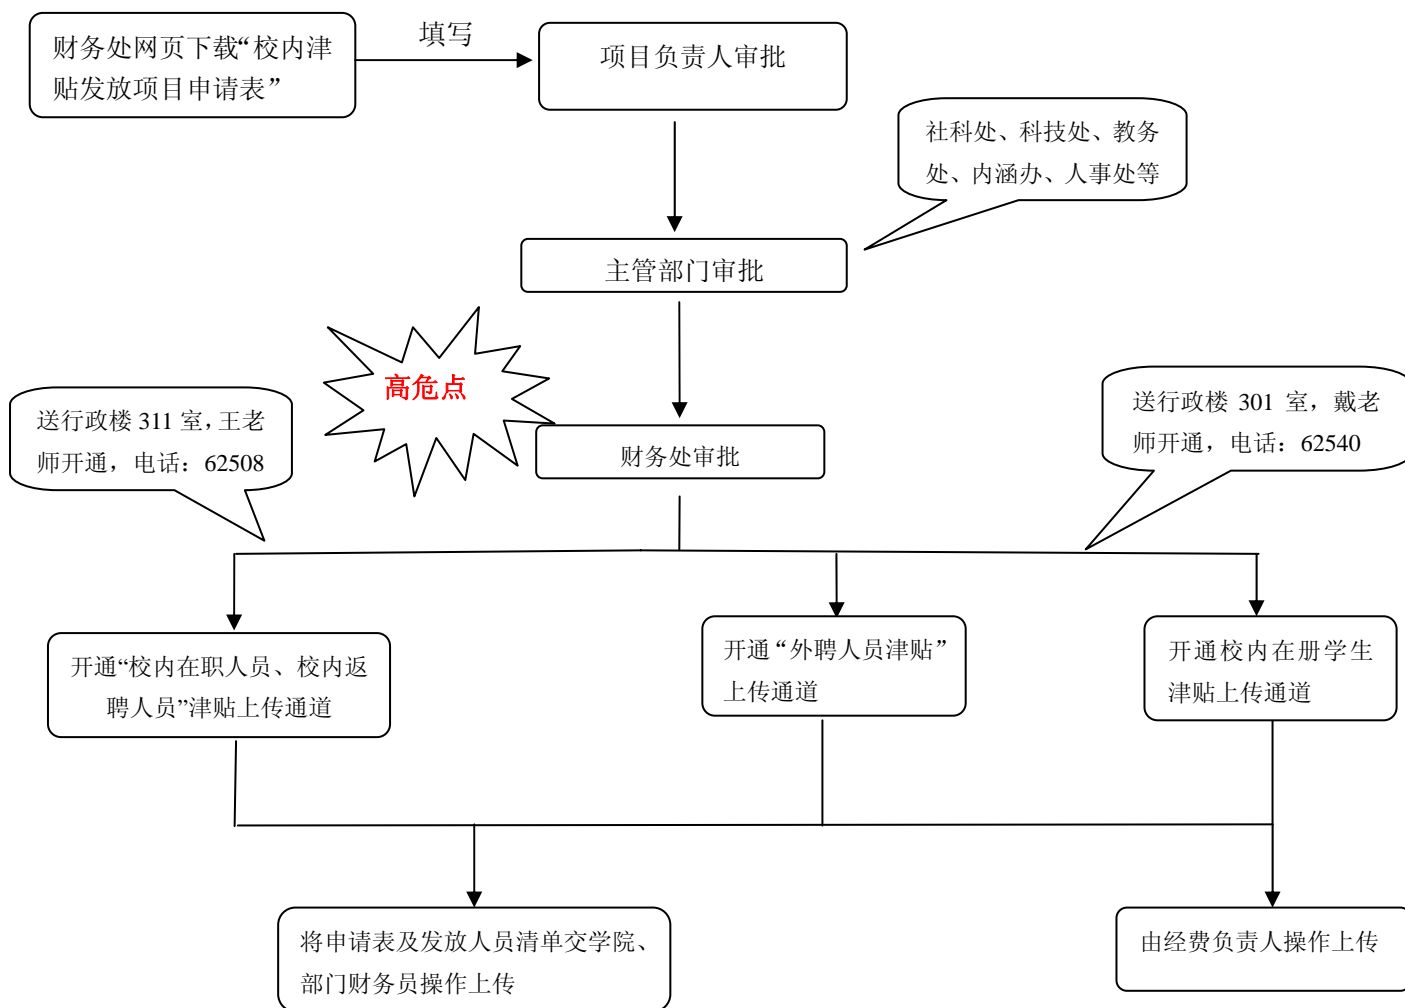 财务处网页下载“校内津
贴发放项目申请表”
填写
项目负责人审批
社科处、科技处、教务
处、内涵办、人事处等
主管部门审批
高危点
送行政楼 311 室，王老
师开通，电话：62508
财务处审批
送行政楼 301 室，戴老
师开通，电话：62540
开通“校内在职人员、校内返
聘人员”津贴上传通道
开通“外聘人员津贴”
上传通道
开通校内在册学生
津贴上传通道
将申请表及发放人员清单交学院、
部门财务员操作上传
由经费负责人操作上传